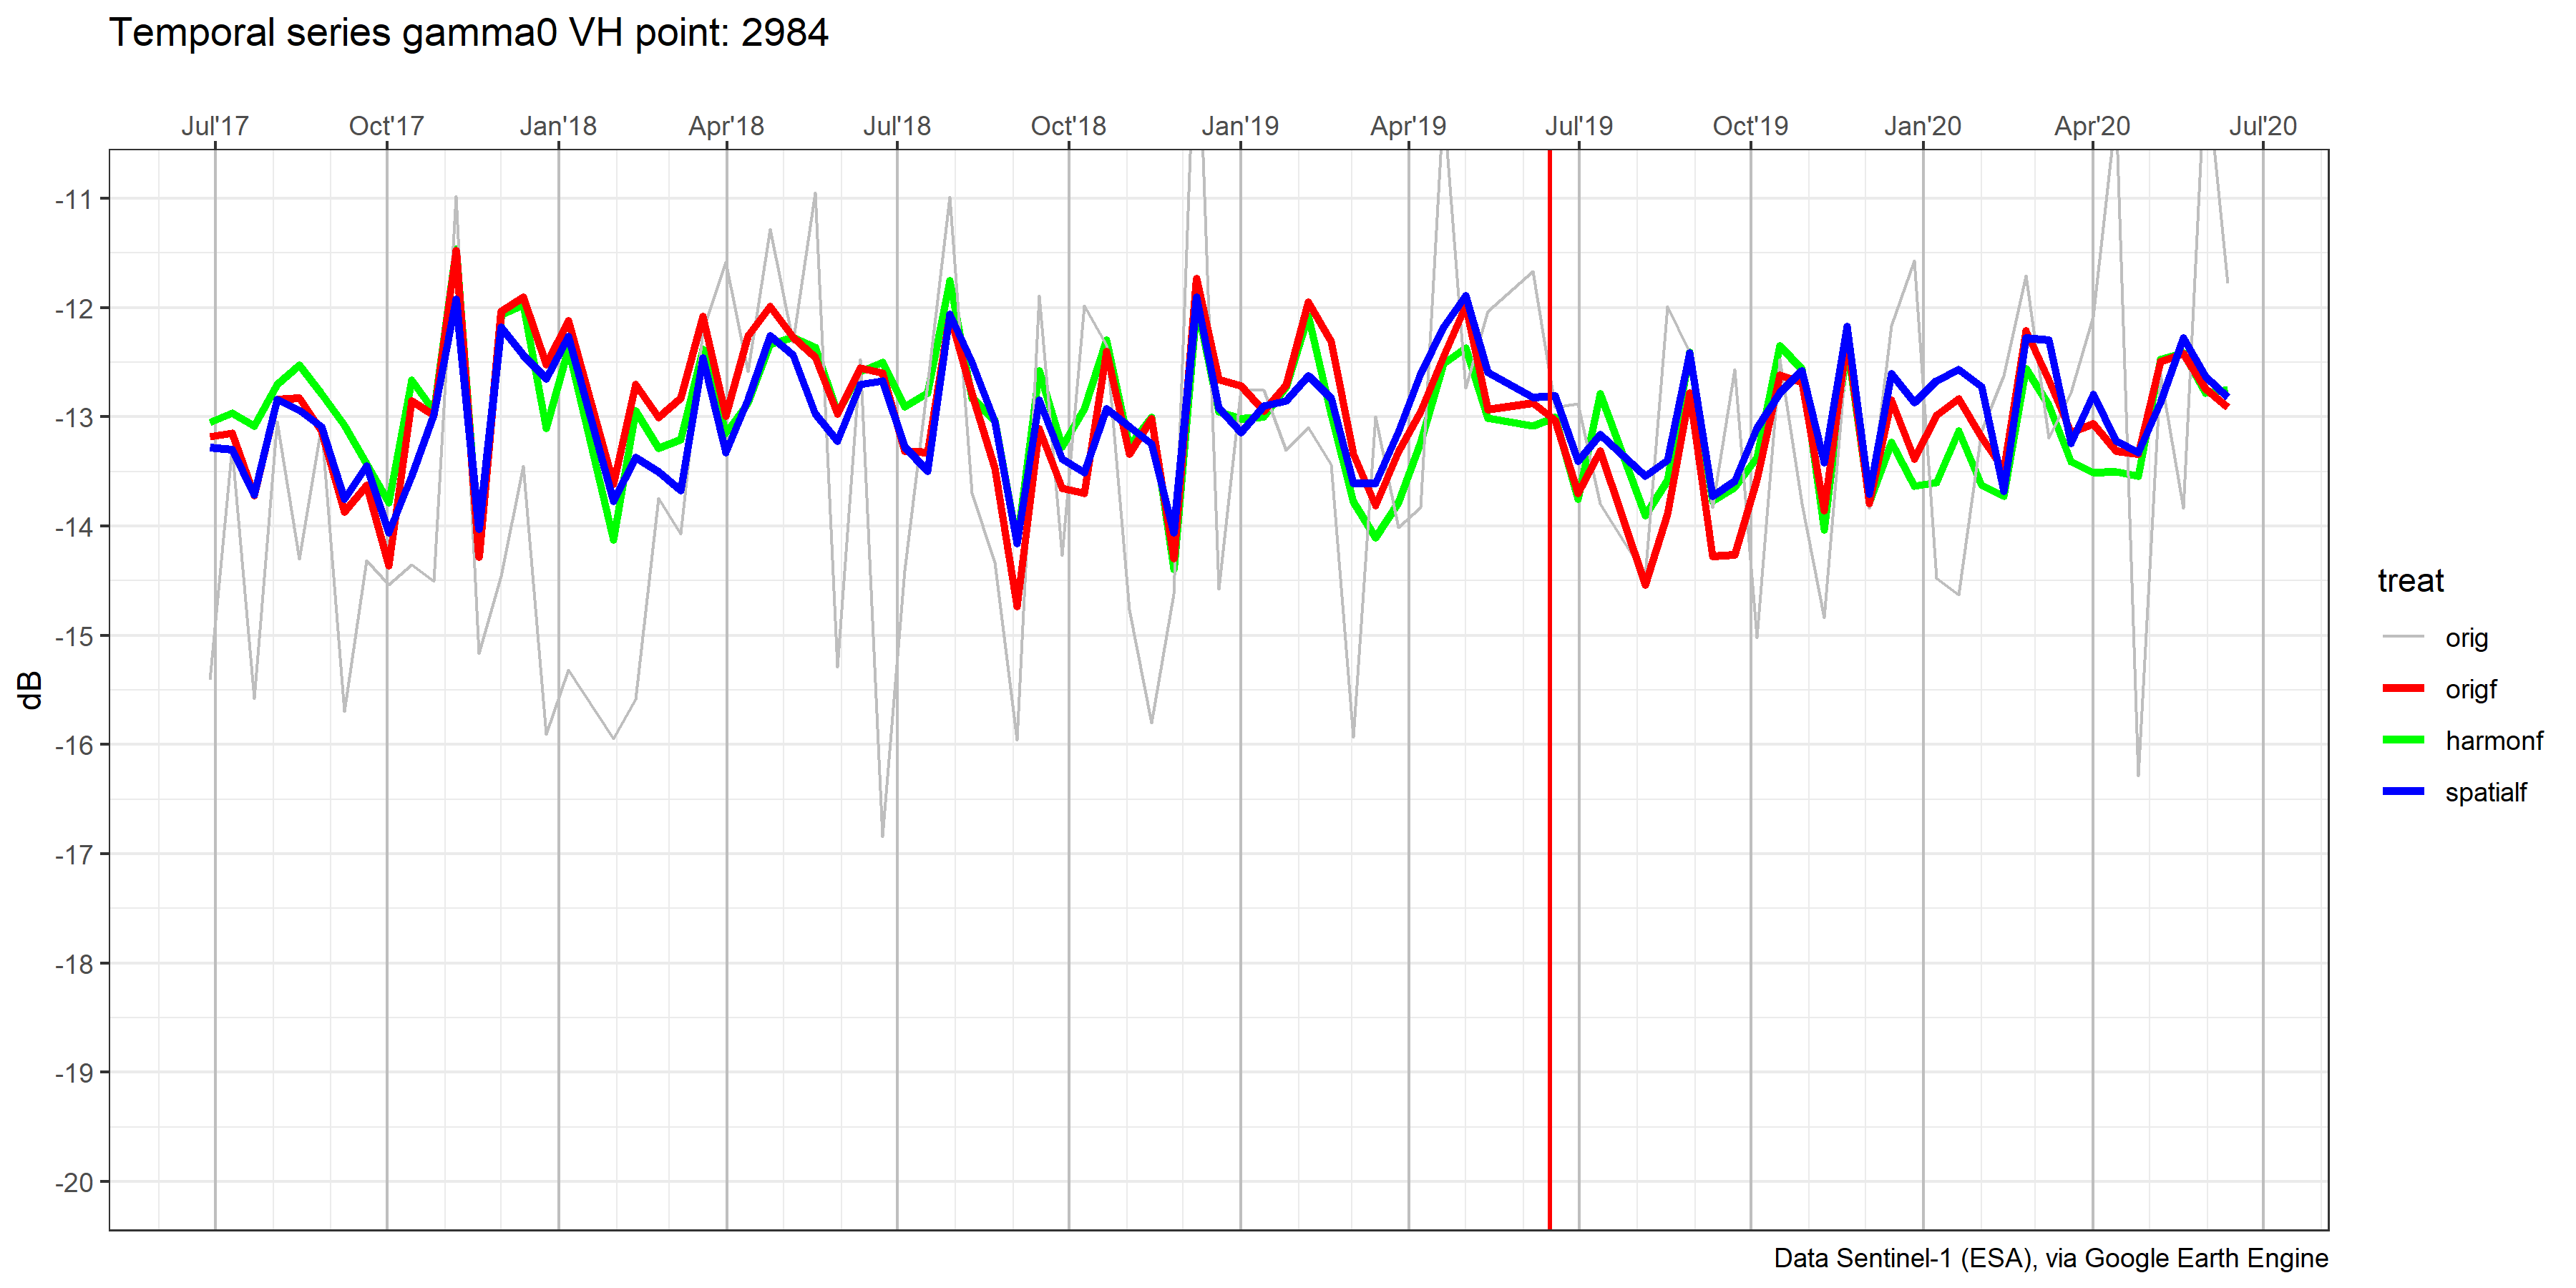 Temporal series gamma0 VH point: 2984
Jul'17 Oct'17 Jan'18 Apr'18 Jul'18 Oct'18 Jan'19 Apr'19 Jul'19 Oct'19 Jan'20 Apr'20 Jul'20
-11
-12
-13
-14
-15
-16
-17
-18
-19
-20
dB
treat
orig
origf
harmonf
spatialf
Data Sentinel-1 (ESA), via Google Earth Engine